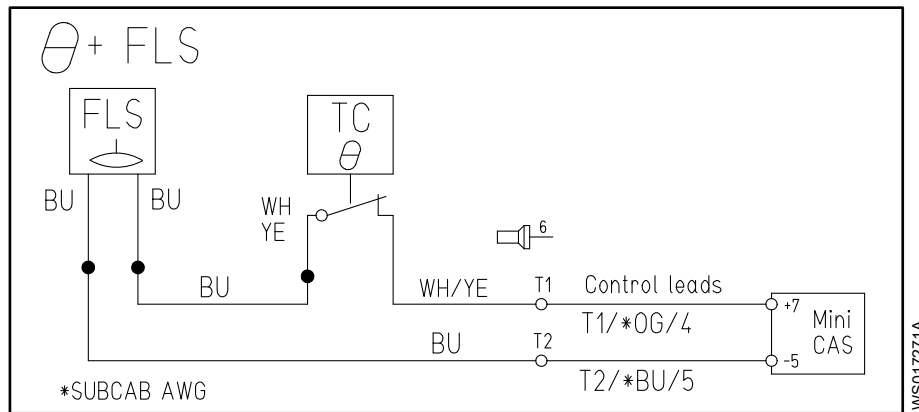 θ + FLS
FLS
TC
θ
BU
BU
WH
YE
6
BU
WH/YE
T1
Control leads
+7
T1/*OG/4
Mini
CAS
BU
T2
-5
T2/*BU/5
*SUBCAB AWG
WS017271A